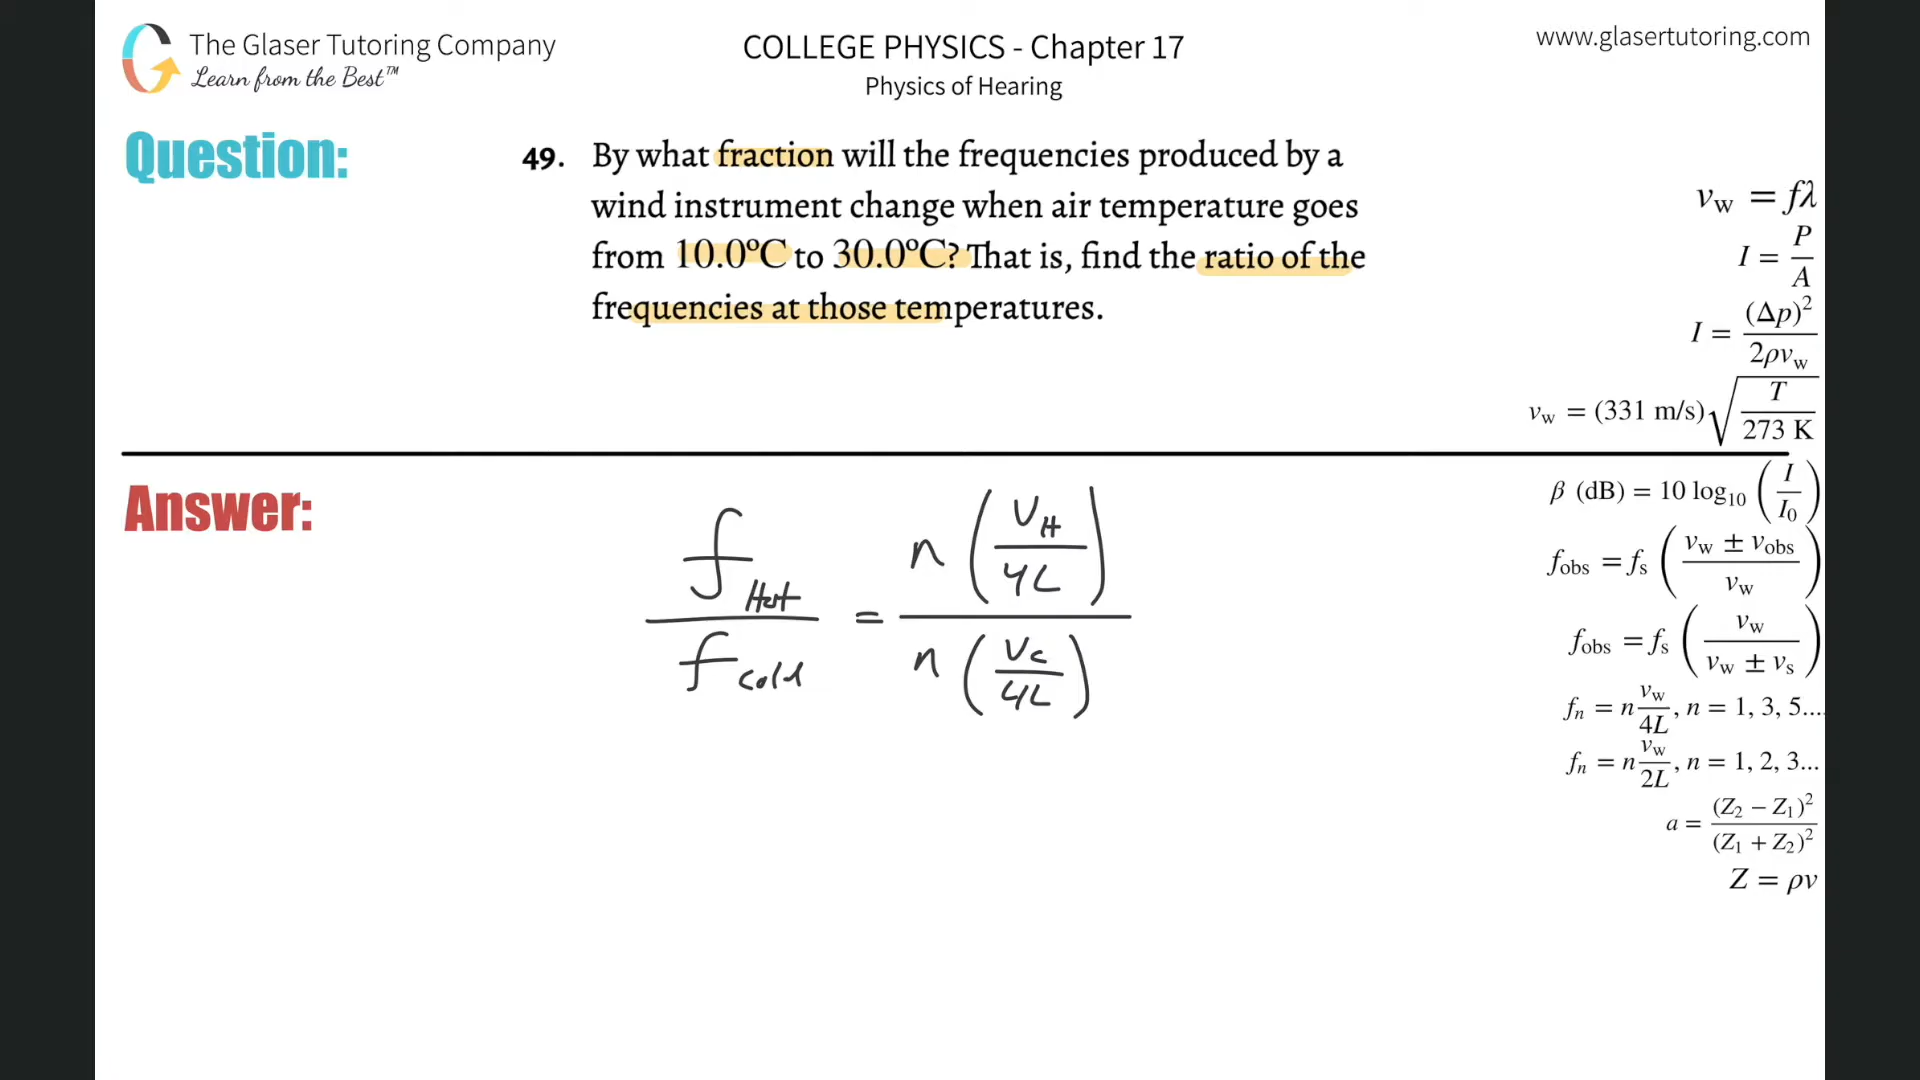 The Glaser Tutoring Company
Learn from the Best™
COLLEGE PHYSICS - Chapter 17
Physics of Hearing
www.glasertutoring.com
Question:
49. By what fraction will the frequencies produced by a
wind instrument change when air temperature goes
from 10.0ºC to 30.0ºC? That is, find the ratio of the
frequencies at those temperatures.
v_w = fλ
I = P/A
I = (Δp)²/2ρv_w
v_w = (331 m/s)√(T/273 K)
Answer:
f_Hot/f_cold = n(V_H/4L)/n(V_c/4L)
β (dB) = 10 log₁₀(I/I₀)
f_obs = f_s((v_w ± v_obs)/v_w)
f_obs = f_s(v_w/(v_w ± v_s))
f_n = n v_w/4L, n = 1, 3, 5...
f_n = n v_w/2L, n = 1, 2, 3...
a = (Z₂ − Z₁)²/(Z₁ + Z₂)²
Z = ρv